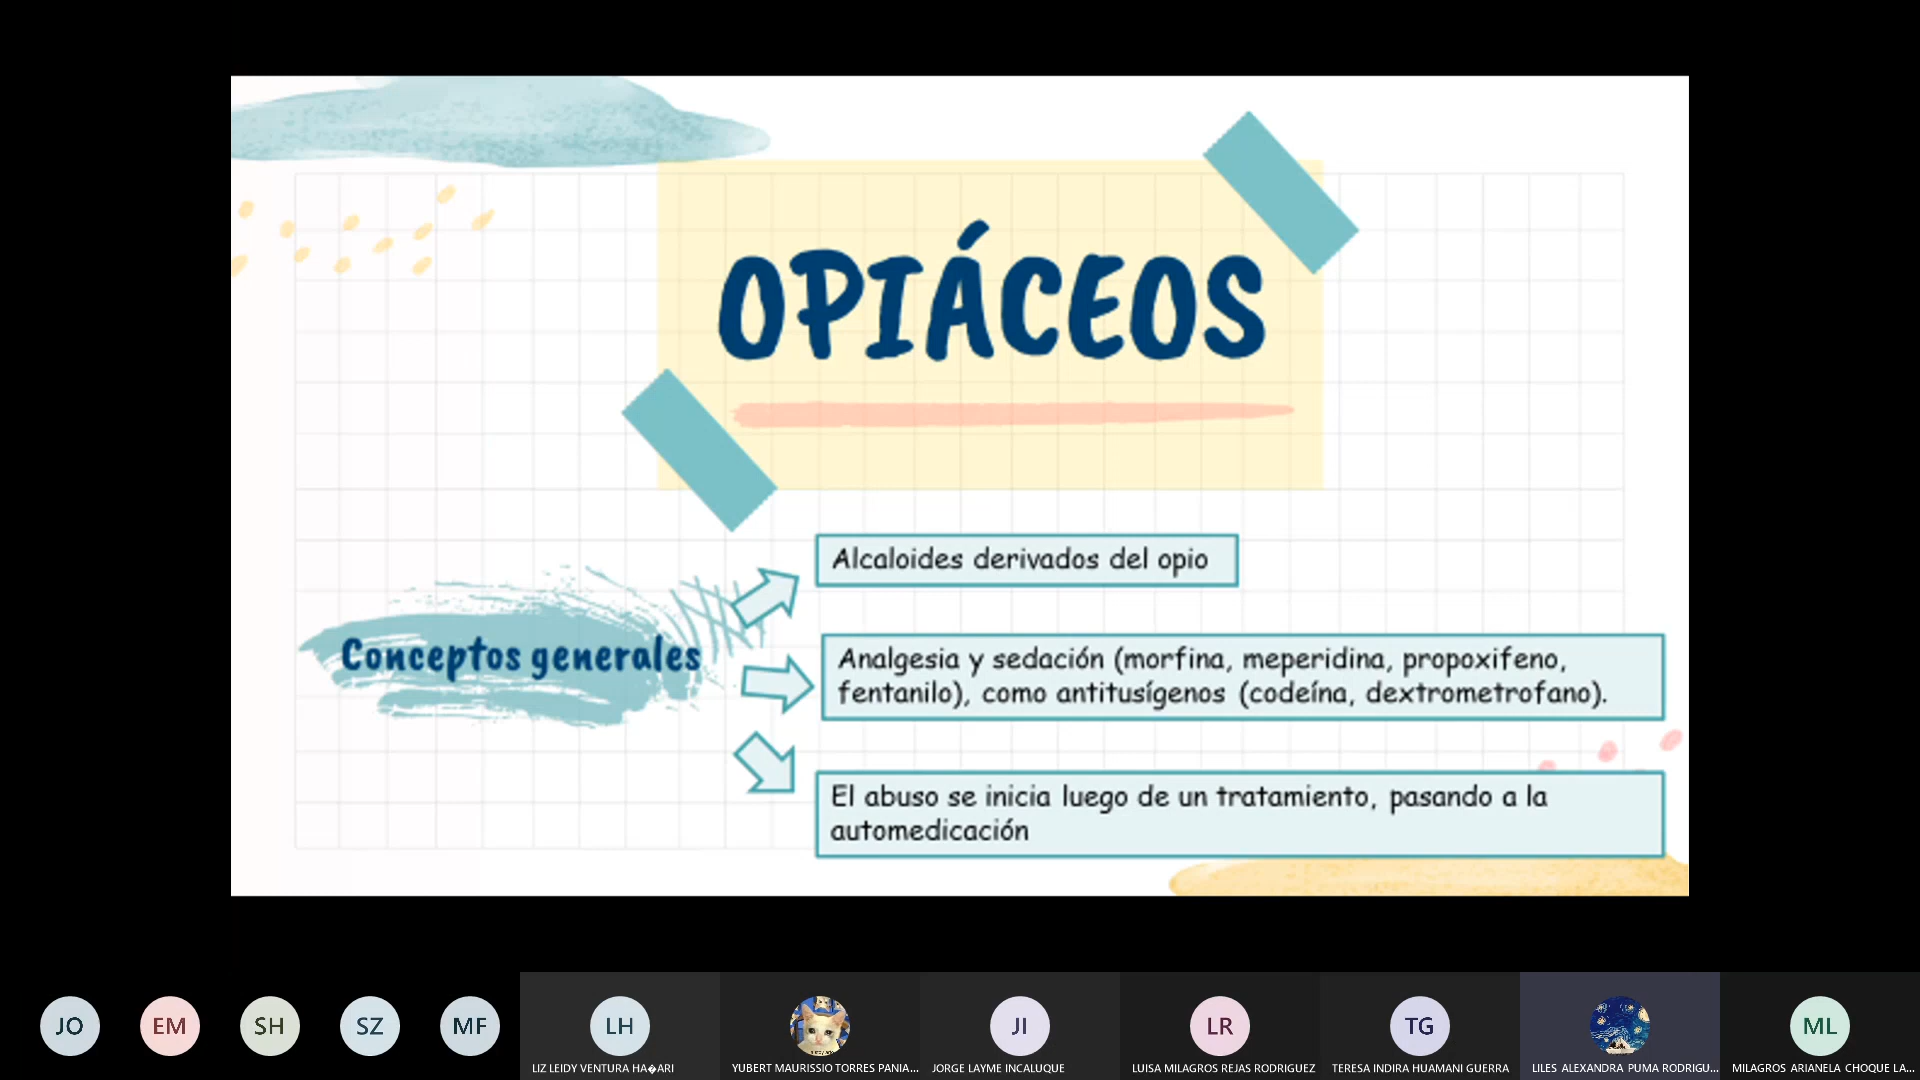 OPIÁCEOS
Alcaloides derivados del opio
Conceptos generales
Analgesia y sedación (morfina, meperidina, propoxifeno,
fentanilo), como antitusígenos (codeína, dextrometrofano).
El abuso se inicia luego de un tratamiento, pasando a la
automedicación
JO
EM
SH
SZ
MF
LH
JI
LR
TG
ML
LIZ LEIDY VENTURA HA�ARI
YUBERT MAURISSIO TORRES PANIA...
JORGE LAYME INCALUQUE
LUISA MILAGROS REJAS RODRIGUEZ
TERESA INDIRA HUAMANI GUERRA
LILES ALEXANDRA PUMA RODRIGU...
MILAGROS ARIANELA CHOQUE LA...